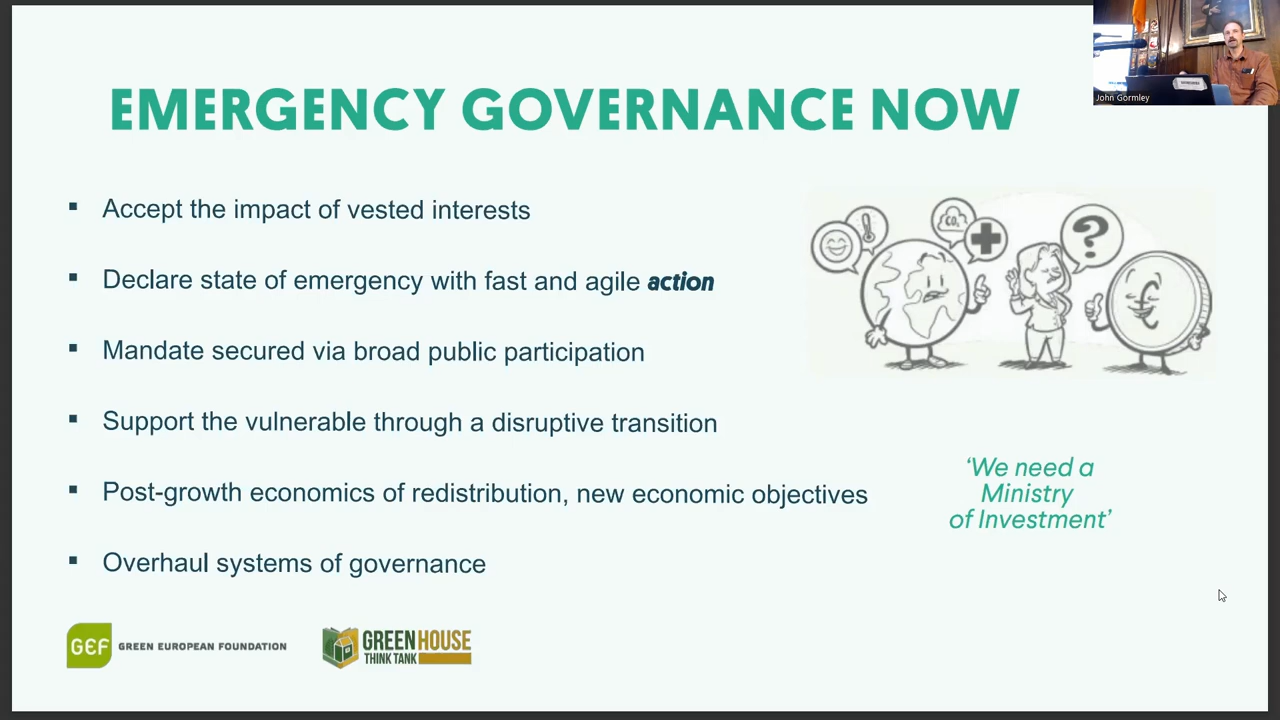 EMERGENCY GOVERNANCE NOW
John Gormley
▪ Accept the impact of vested interests
▪ Declare state of emergency with fast and agile action
▪ Mandate secured via broad public participation
▪ Support the vulnerable through a disruptive transition
▪ Post-growth economics of redistribution, new economic objectives
▪ Overhaul systems of governance
CO₂
?
€
‘We need a
Ministry
of Investment’
GEF GREEN EUROPEAN FOUNDATION
GREENHOUSE
THINK TANK